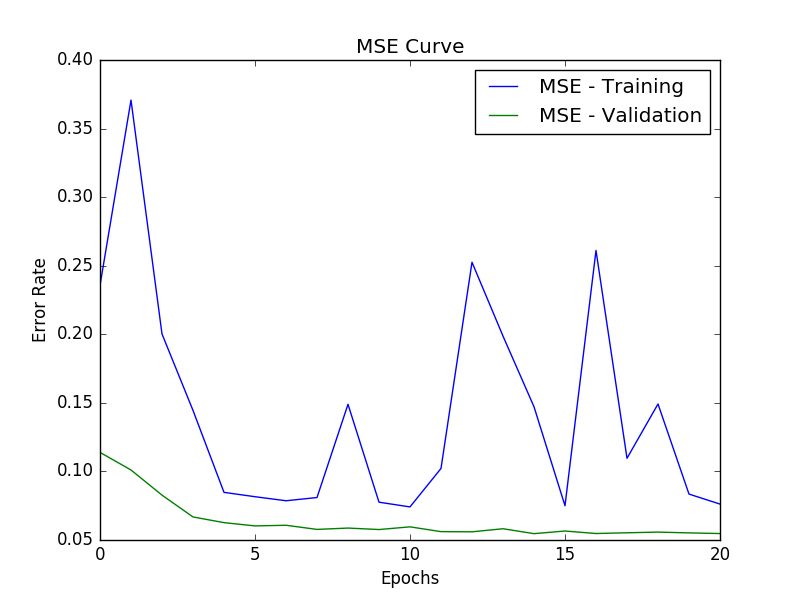 MSE Curve
MSE - Training
MSE - Validation
0.40
0.35
0.30
0.25
0.20
0.15
0.10
0.05
Error Rate
0 5 10 15 20
Epochs